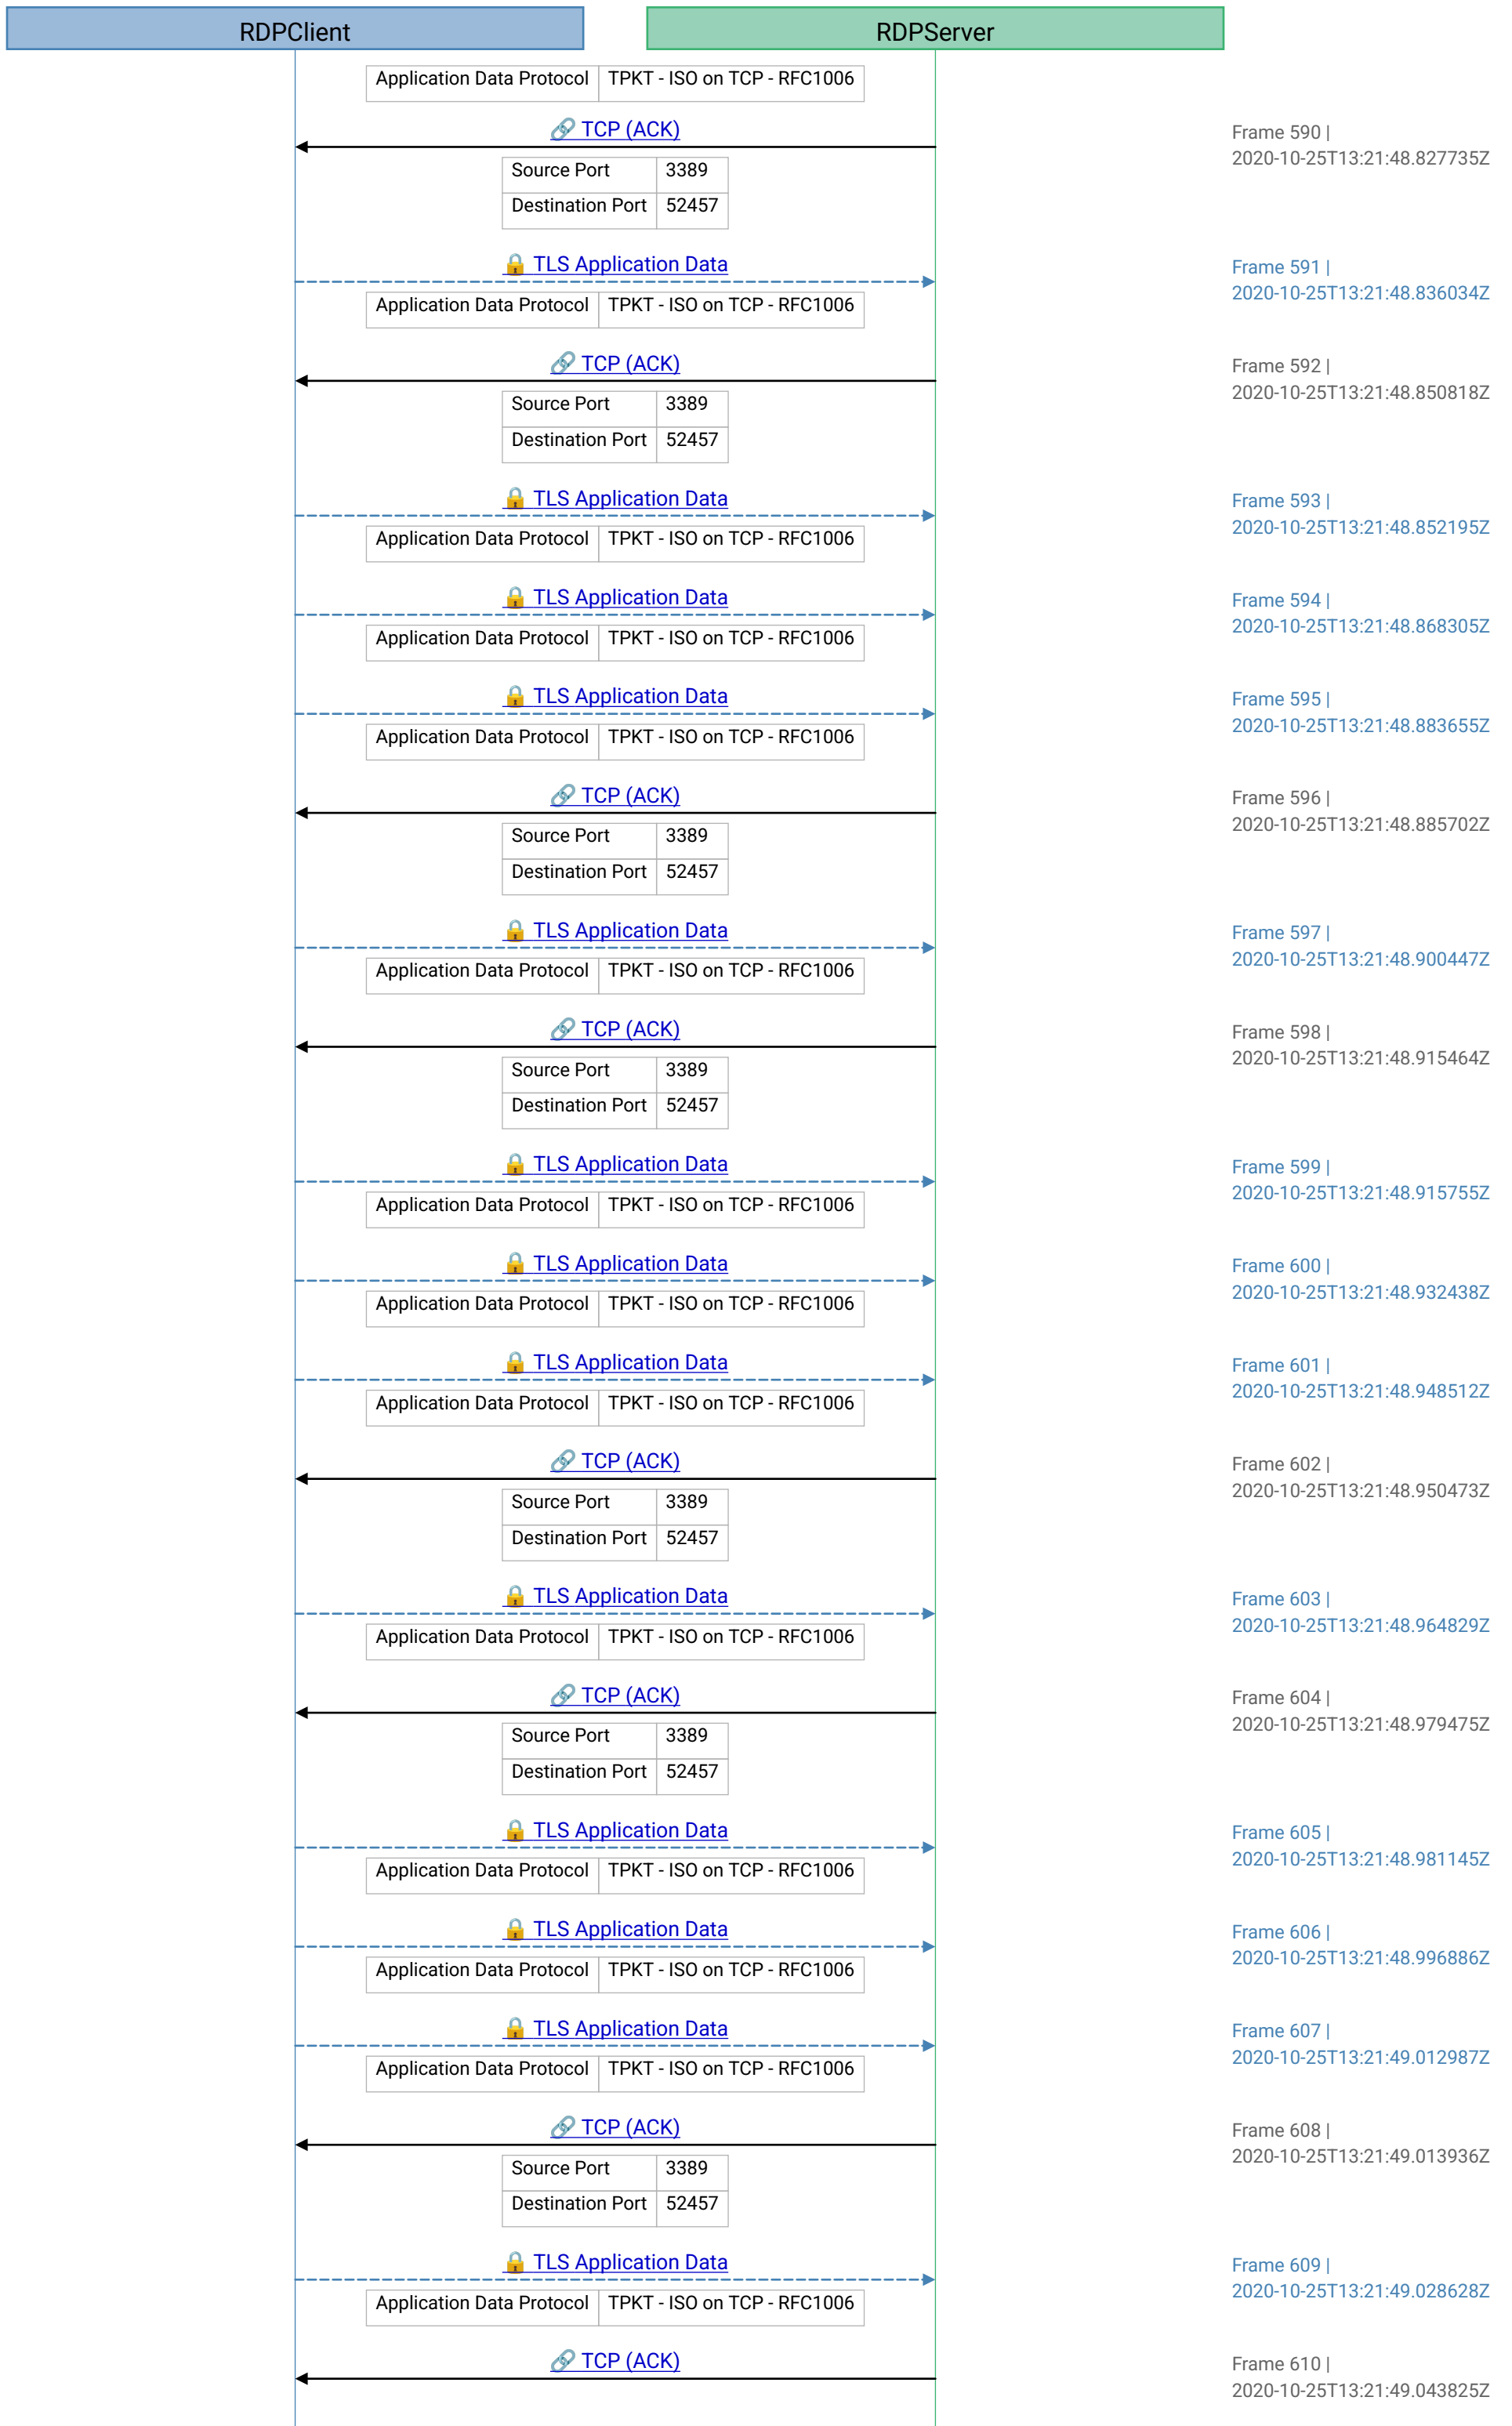 RDPClient RDPServer
Application Data Protocol TPKT - ISO on TCP - RFC1006
🔗 TCP (ACK)
Frame 590 |
2020-10-25T13:21:48.827735Z
Source Port 3389
Destination Port 52457
🔒 TLS Application Data
Frame 591 |
2020-10-25T13:21:48.836034Z
Application Data Protocol TPKT - ISO on TCP - RFC1006
🔗 TCP (ACK)
Frame 592 |
2020-10-25T13:21:48.850818Z
Source Port 3389
Destination Port 52457
🔒 TLS Application Data
Frame 593 |
2020-10-25T13:21:48.852195Z
Application Data Protocol TPKT - ISO on TCP - RFC1006
🔒 TLS Application Data
Frame 594 |
2020-10-25T13:21:48.868305Z
Application Data Protocol TPKT - ISO on TCP - RFC1006
🔒 TLS Application Data
Frame 595 |
2020-10-25T13:21:48.883655Z
Application Data Protocol TPKT - ISO on TCP - RFC1006
🔗 TCP (ACK)
Frame 596 |
2020-10-25T13:21:48.885702Z
Source Port 3389
Destination Port 52457
🔒 TLS Application Data
Frame 597 |
2020-10-25T13:21:48.900447Z
Application Data Protocol TPKT - ISO on TCP - RFC1006
🔗 TCP (ACK)
Frame 598 |
2020-10-25T13:21:48.915464Z
Source Port 3389
Destination Port 52457
🔒 TLS Application Data
Frame 599 |
2020-10-25T13:21:48.915755Z
Application Data Protocol TPKT - ISO on TCP - RFC1006
🔒 TLS Application Data
Frame 600 |
2020-10-25T13:21:48.932438Z
Application Data Protocol TPKT - ISO on TCP - RFC1006
🔒 TLS Application Data
Frame 601 |
2020-10-25T13:21:48.948512Z
Application Data Protocol TPKT - ISO on TCP - RFC1006
🔗 TCP (ACK)
Frame 602 |
2020-10-25T13:21:48.950473Z
Source Port 3389
Destination Port 52457
🔒 TLS Application Data
Frame 603 |
2020-10-25T13:21:48.964829Z
Application Data Protocol TPKT - ISO on TCP - RFC1006
🔗 TCP (ACK)
Frame 604 |
2020-10-25T13:21:48.979475Z
Source Port 3389
Destination Port 52457
🔒 TLS Application Data
Frame 605 |
2020-10-25T13:21:48.981145Z
Application Data Protocol TPKT - ISO on TCP - RFC1006
🔒 TLS Application Data
Frame 606 |
2020-10-25T13:21:48.996886Z
Application Data Protocol TPKT - ISO on TCP - RFC1006
🔒 TLS Application Data
Frame 607 |
2020-10-25T13:21:49.012987Z
Application Data Protocol TPKT - ISO on TCP - RFC1006
🔗 TCP (ACK)
Frame 608 |
2020-10-25T13:21:49.013936Z
Source Port 3389
Destination Port 52457
🔒 TLS Application Data
Frame 609 |
2020-10-25T13:21:49.028628Z
Application Data Protocol TPKT - ISO on TCP - RFC1006
🔗 TCP (ACK)
Frame 610 |
2020-10-25T13:21:49.043825Z